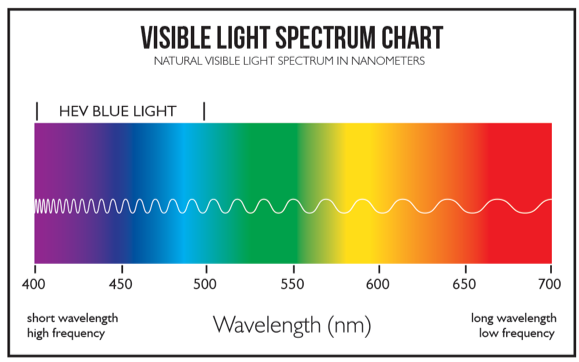 VISIBLE LIGHT SPECTRUM CHART
NATURAL VISIBLE LIGHT SPECTRUM IN NANOMETERS
HEV BLUE LIGHT
400 450 500 550 600 650 700
short wavelength
high frequency
Wavelength (nm)
long wavelength
low frequency